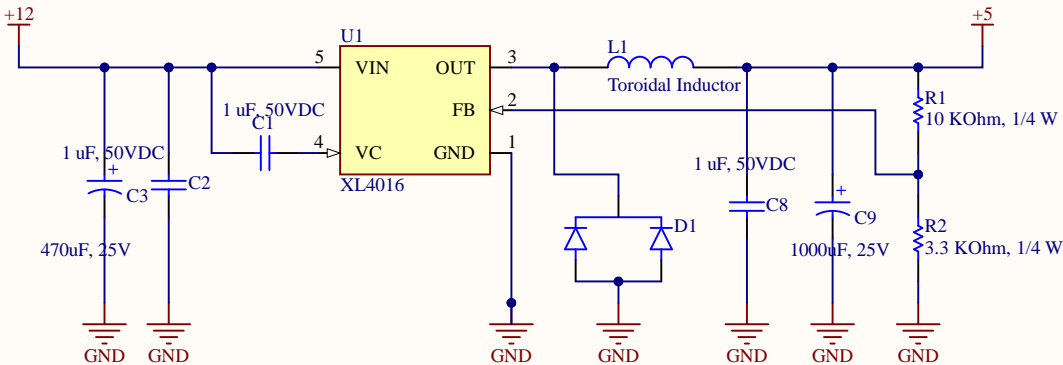 +12
+5
U1
5
VIN
OUT
3
L1
Toroidal Inductor
1 uF, 50VDC
C1
FB
2
R1
10 KOhm, 1/4 W
4
VC
GND
1
XL4016
1 uF, 50VDC
+
C3
C2
470uF, 25V
1 uF, 50VDC
C8
+
C9
1000uF, 25V
D1
R2
3.3 KOhm, 1/4 W
GND
GND
GND
GND
GND
GND
GND